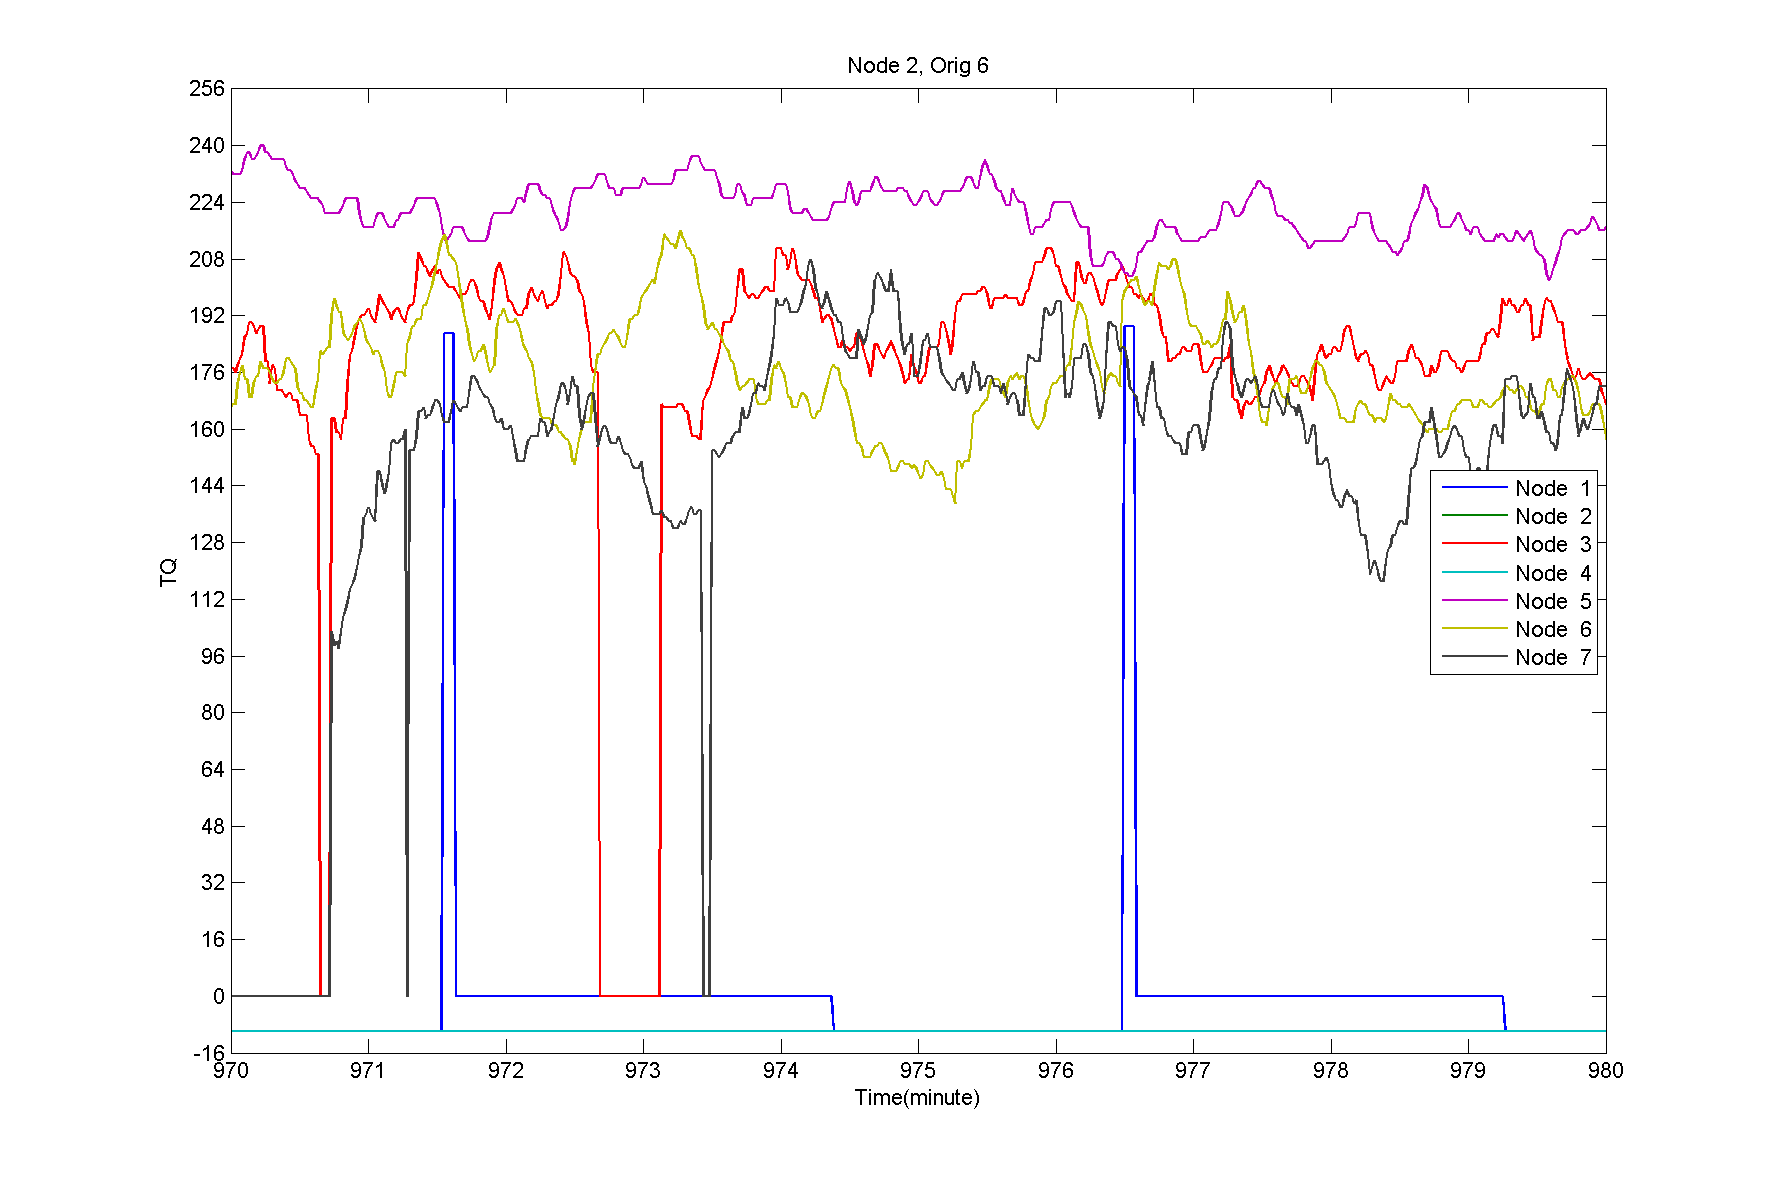 Node 2, Orig 6
256
240
224
208
192
176
160
144
128
112
96
80
64
48
32
16
0
-16
TQ
970 971 972 973 974 975 976 977 978 979 980
Time(minute)
Node 1
Node 2
Node 3
Node 4
Node 5
Node 6
Node 7